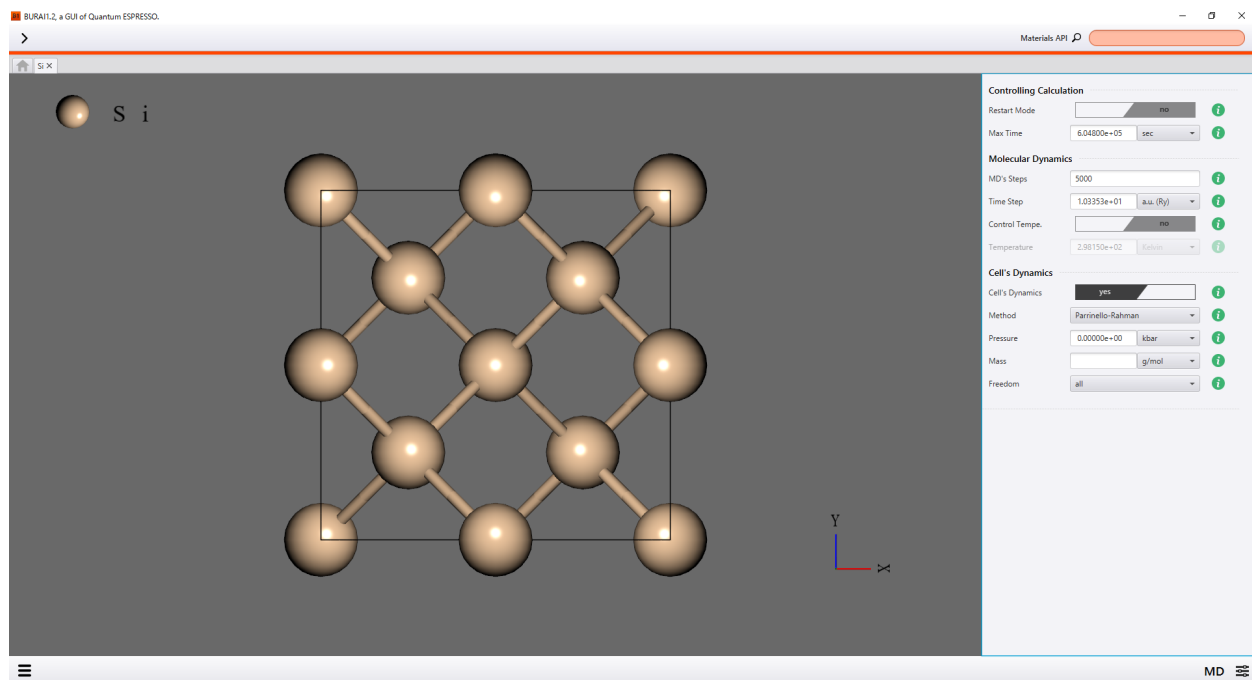 BURAI1.2, a GUI of Quantum ESPRESSO.
Materials API
Si
S i
Y
X
Controlling Calculation
Restart Mode no
Max Time 6.04800e+05 sec
Molecular Dynamics
MD's Steps 5000
Time Step 1.03353e+01 a.u. (Ry)
Control Tempe. no
Temperature 2.98150e+02 Kelvin
Cell's Dynamics
Cell's Dynamics yes
Method Parrinello-Rahman
Pressure 0.00000e+00 kbar
Mass g/mol
Freedom all
MD